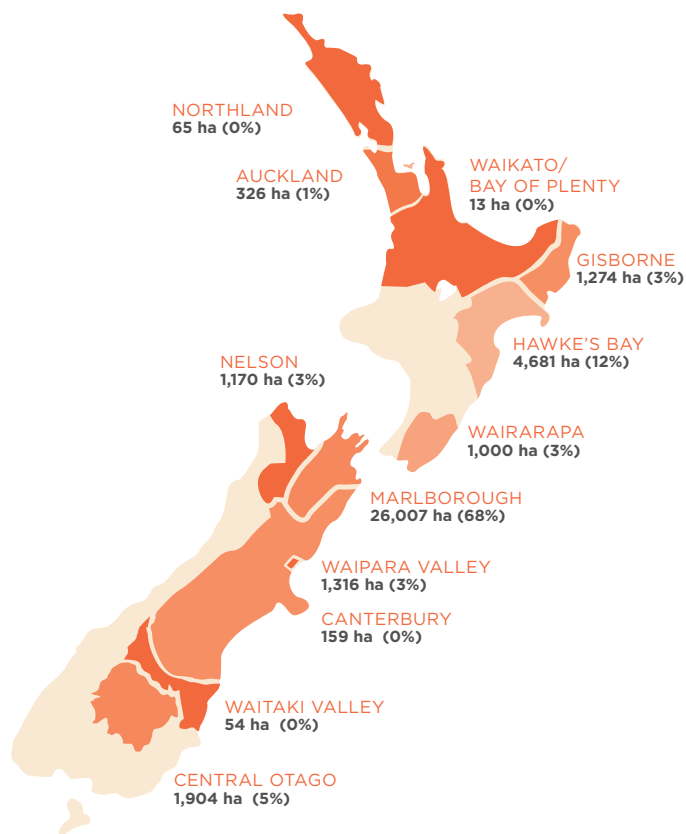 NORTHLAND
65 ha (0%)
AUCKLAND
326 ha (1%)
WAIKATO/
BAY OF PLENTY
13 ha (0%)
GISBORNE
1,274 ha (3%)
HAWKE'S BAY
4,681 ha (12%)
NELSON
1,170 ha (3%)
WAIRARAPA
1,000 ha (3%)
MARLBOROUGH
26,007 ha (68%)
WAIPARA VALLEY
1,316 ha (3%)
CANTERBURY
159 ha (0%)
WAITAKI VALLEY
54 ha (0%)
CENTRAL OTAGO
1,904 ha (5%)